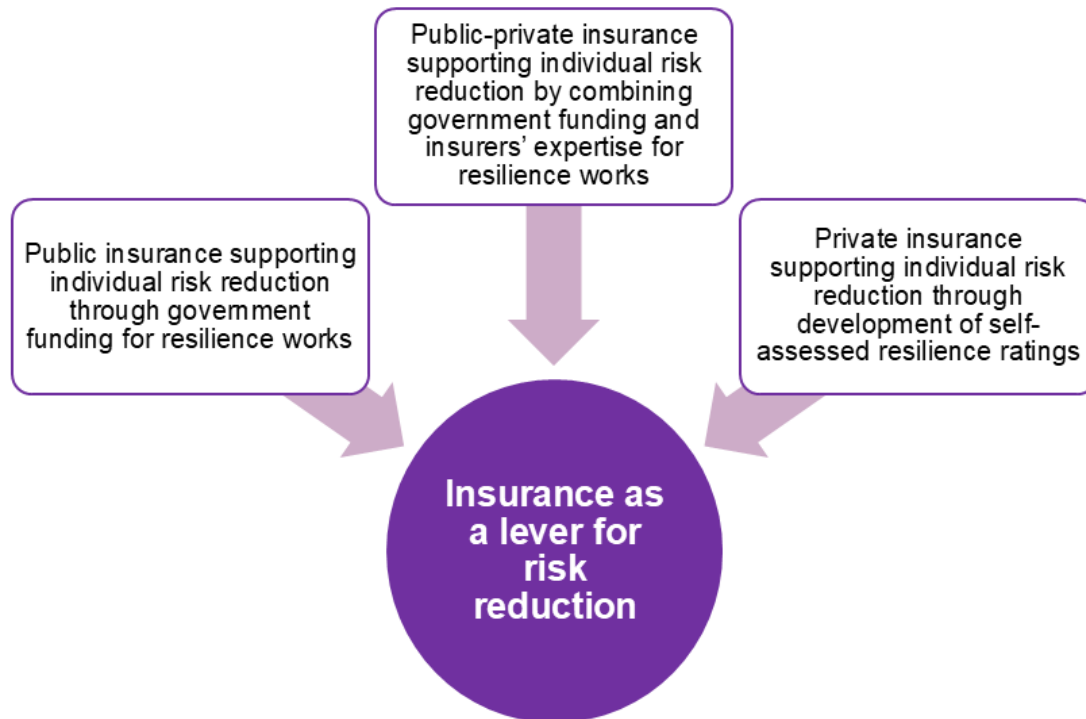 Public-private insurance
supporting individual risk
reduction by combining
government funding and
insurers’ expertise for
resilience works
Public insurance supporting
individual risk reduction
through government
funding for resilience works
Private insurance
supporting individual risk
reduction through
development of self-
assessed resilience ratings
Insurance as
a lever for
risk
reduction